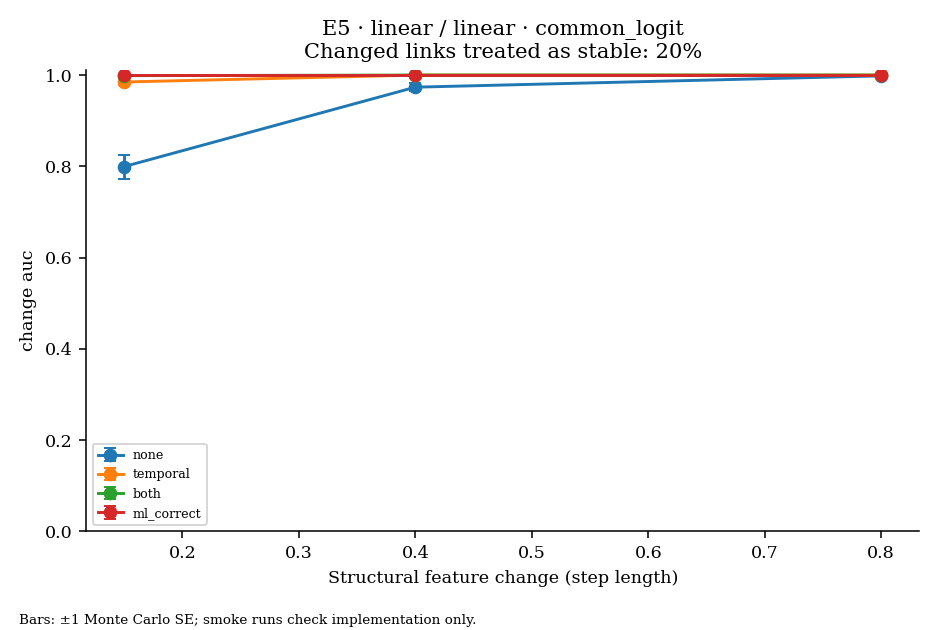 E5 · linear / linear · common_logit
Changed links treated as stable: 20%
1.0
0.8
0.6
0.4
0.2
0.0
change auc
none
temporal
both
ml_correct
0.2
0.3
0.4
0.5
0.6
0.7
0.8
Structural feature change (step length)
Bars: ±1 Monte Carlo SE; smoke runs check implementation only.